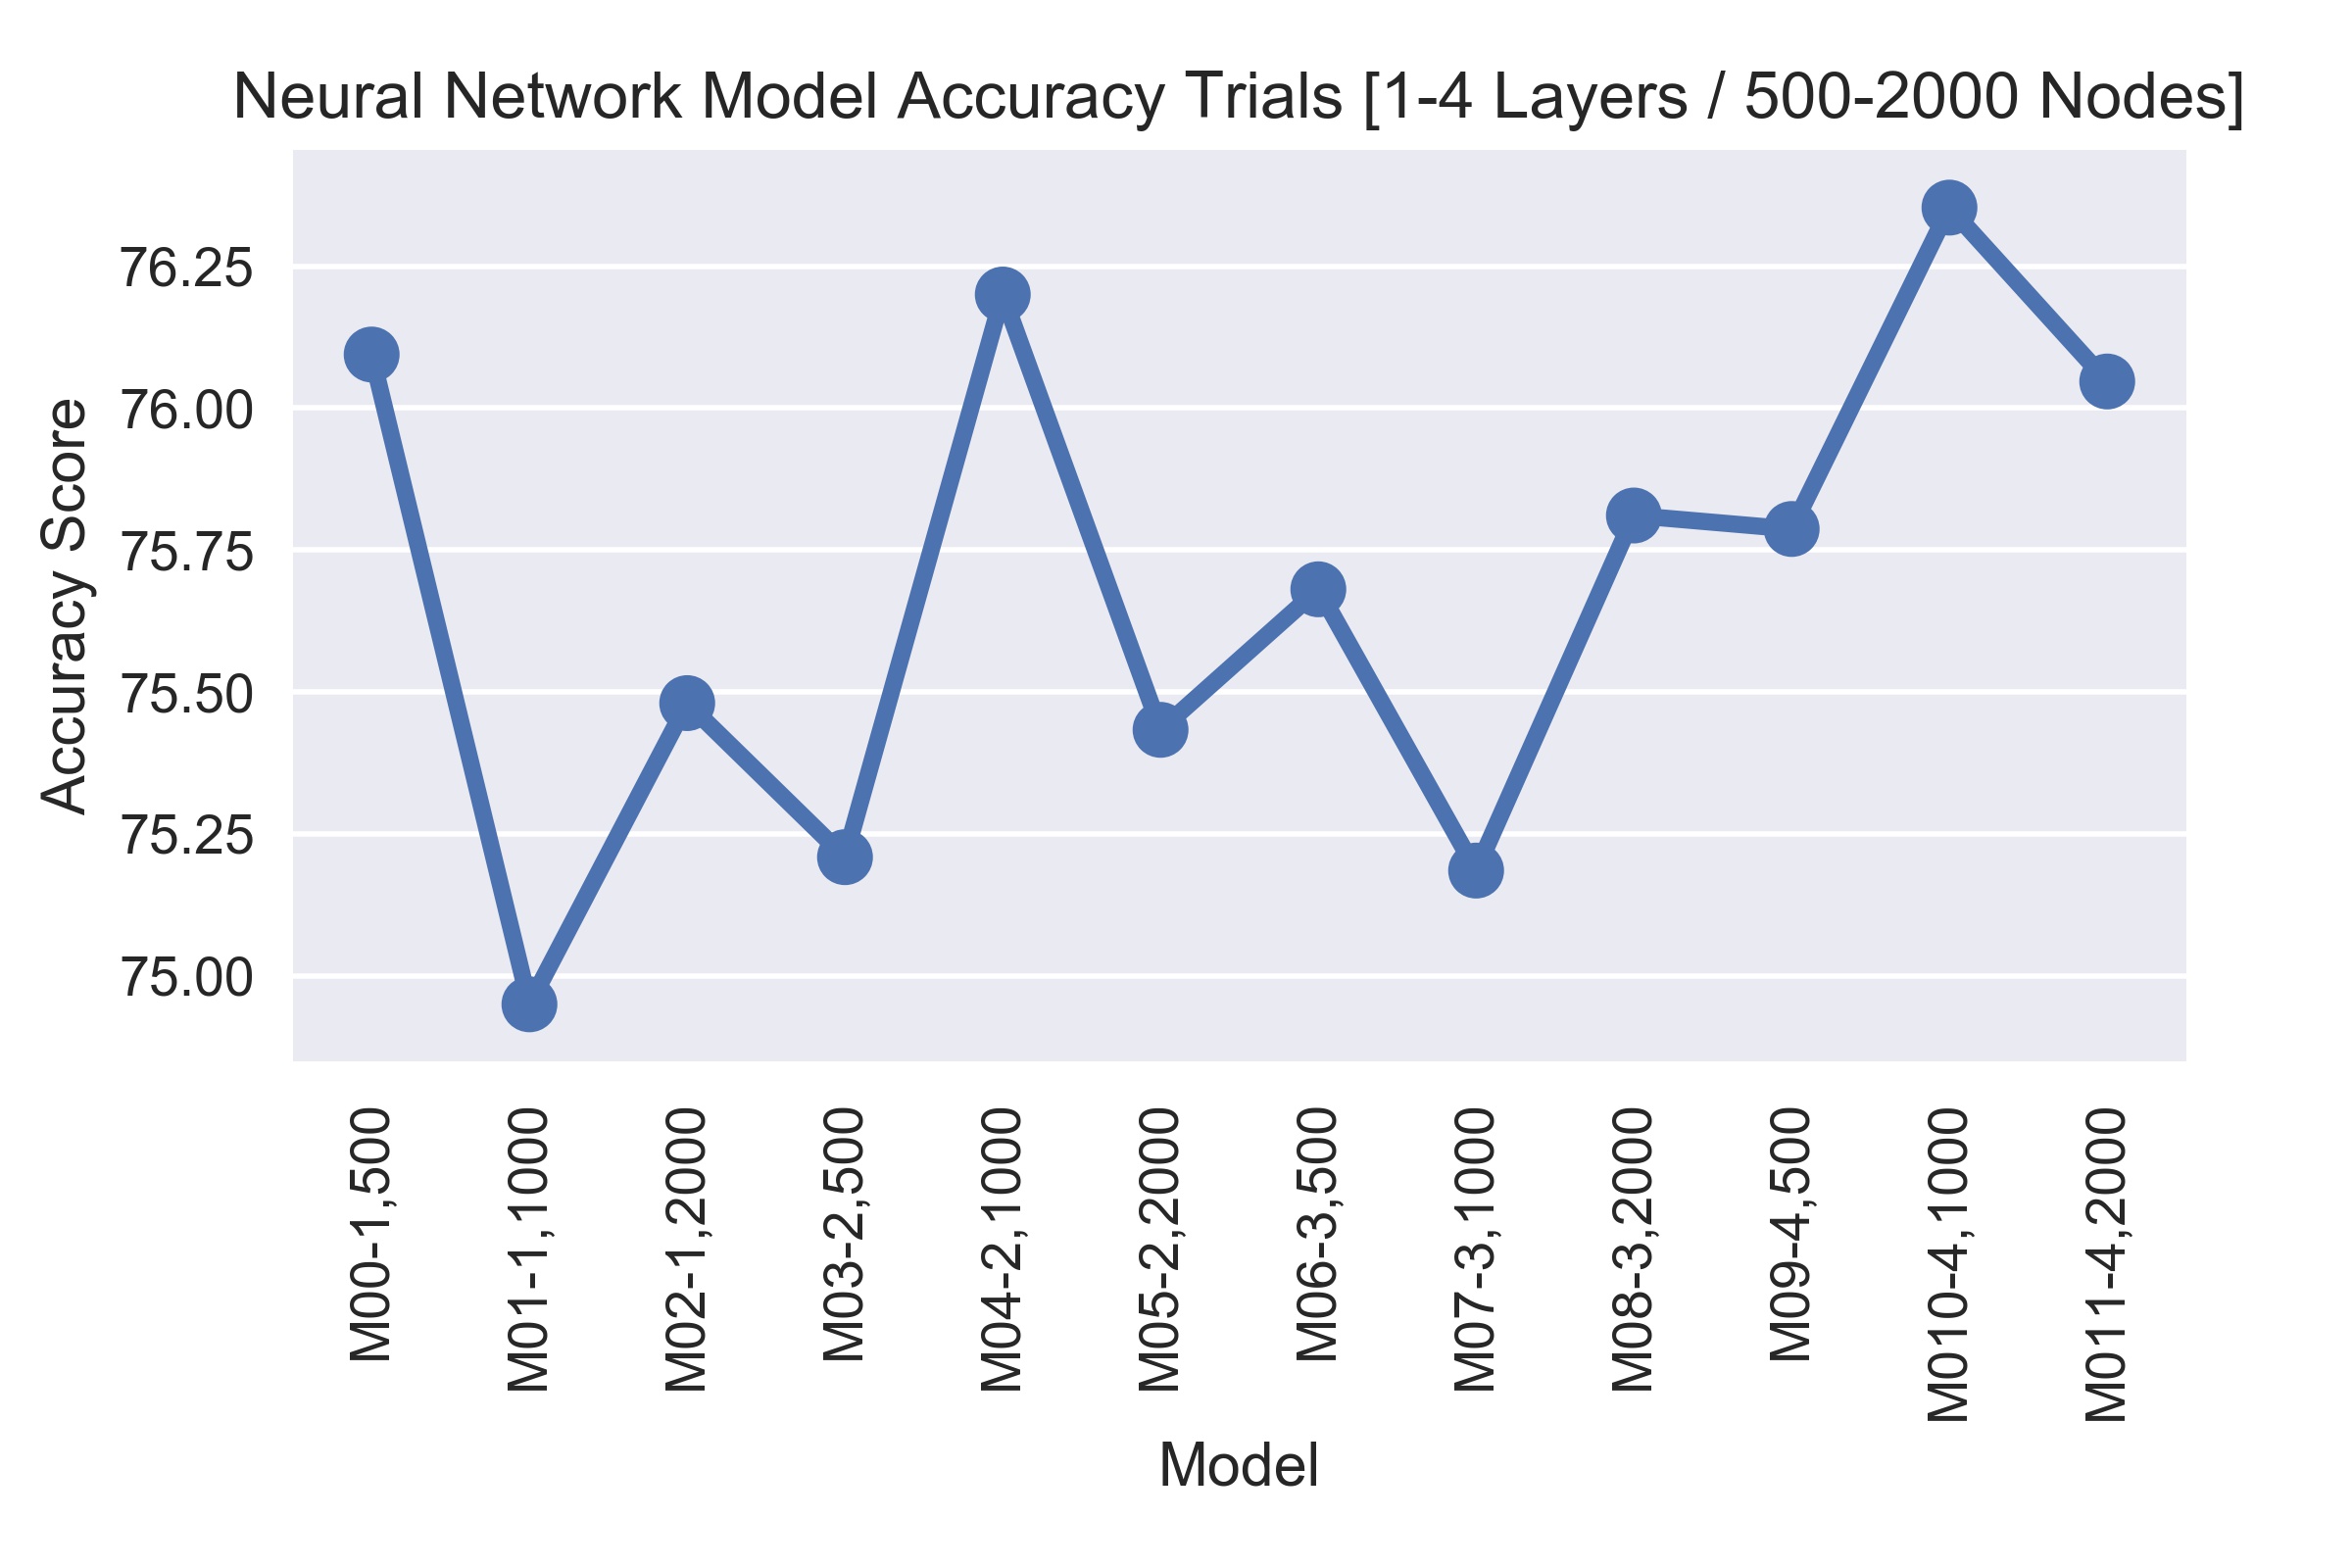 Neural Network Model Accuracy Trials [1-4 Layers / 500-2000 Nodes]
Accuracy Score
76.25
76.00
75.75
75.50
75.25
75.00
M00-1,500
M01-1,1000
M02-1,2000
M03-2,500
M04-2,1000
M05-2,2000
M06-3,500
M07-3,1000
M08-3,2000
M09-4,500
M010-4,1000
M011-4,2000
Model